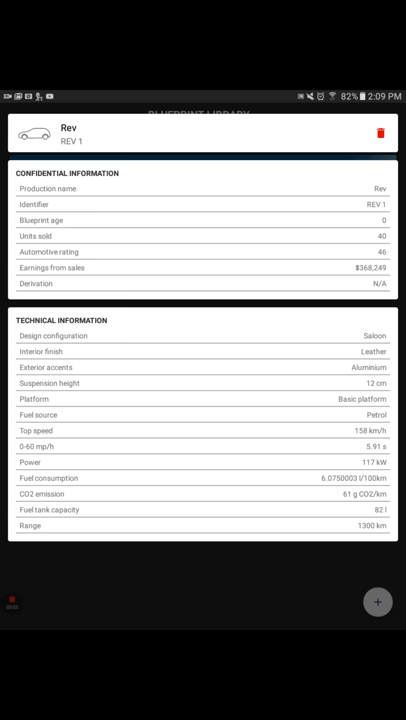 82% 2:09 PM
BLUEPRINT LIBRARY
Rev
REV 1
CONFIDENTIAL INFORMATION
Production name Rev
Identifier REV 1
Blueprint age 0
Units sold 40
Automotive rating 46
Earnings from sales $368,249
Derivation N/A
TECHNICAL INFORMATION
Design configuration Saloon
Interior finish Leather
Exterior accents Aluminium
Suspension height 12 cm
Platform Basic platform
Fuel source Petrol
Top speed 158 km/h
0-60 mp/h 5.91 s
Power 117 kW
Fuel consumption 6.0750003 l/100km
CO2 emission 61 g CO2/km
Fuel tank capacity 82 l
Range 1300 km
+